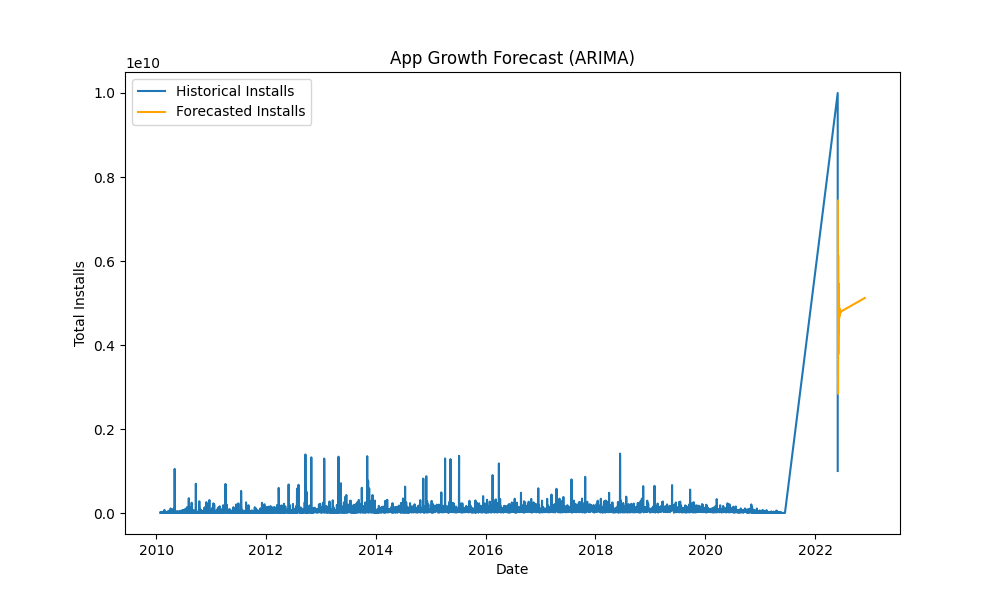 App Growth Forecast (ARIMA)
1e10
Historical Installs
Forecasted Installs
1.0
0.8
0.6
0.4
0.2
0.0
Total Installs
2010 2012 2014 2016 2018 2020 2022
Date